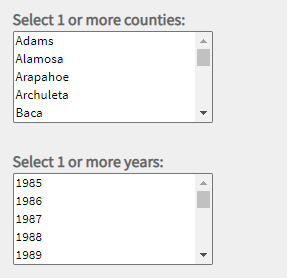 Select 1 or more counties:
Adams
Alamosa
Arapahoe
Archuleta
Baca
Select 1 or more years:
1985
1986
1987
1988
1989